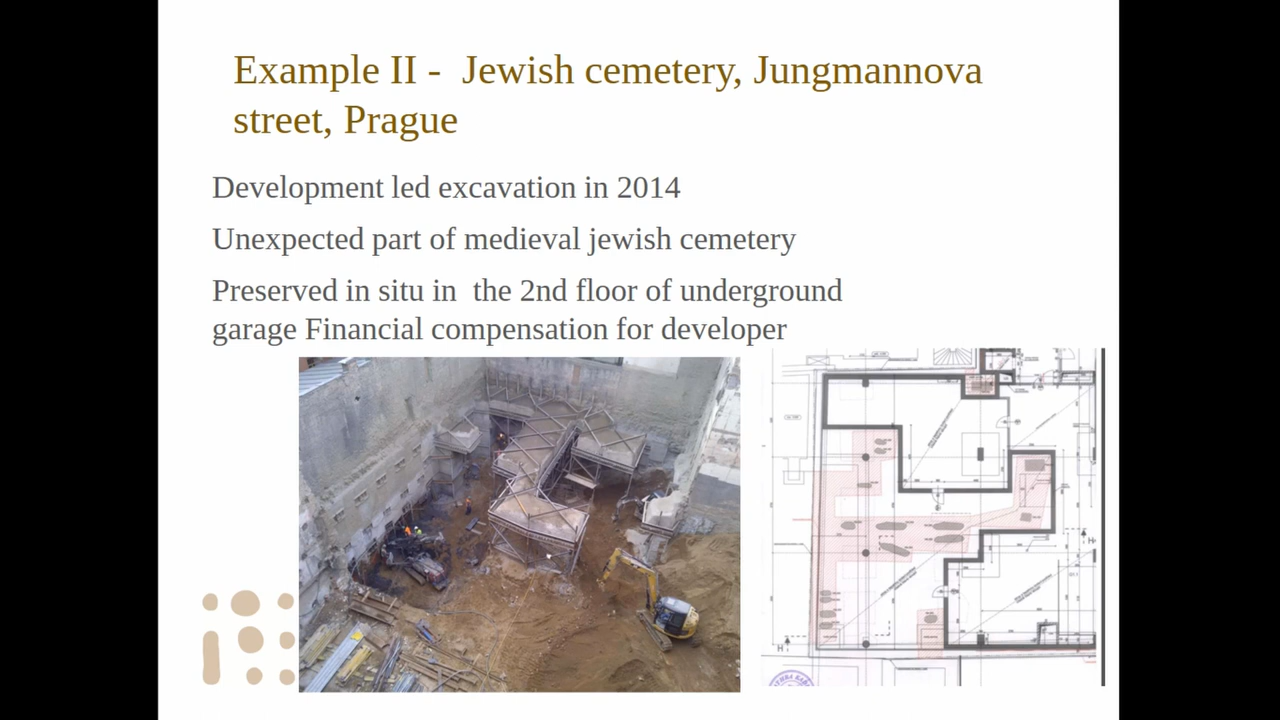 Example II - Jewish cemetery, Jungmannova
street, Prague
Development led excavation in 2014
Unexpected part of medieval jewish cemetery
Preserved in situ in the 2nd floor of underground
garage Financial compensation for developer